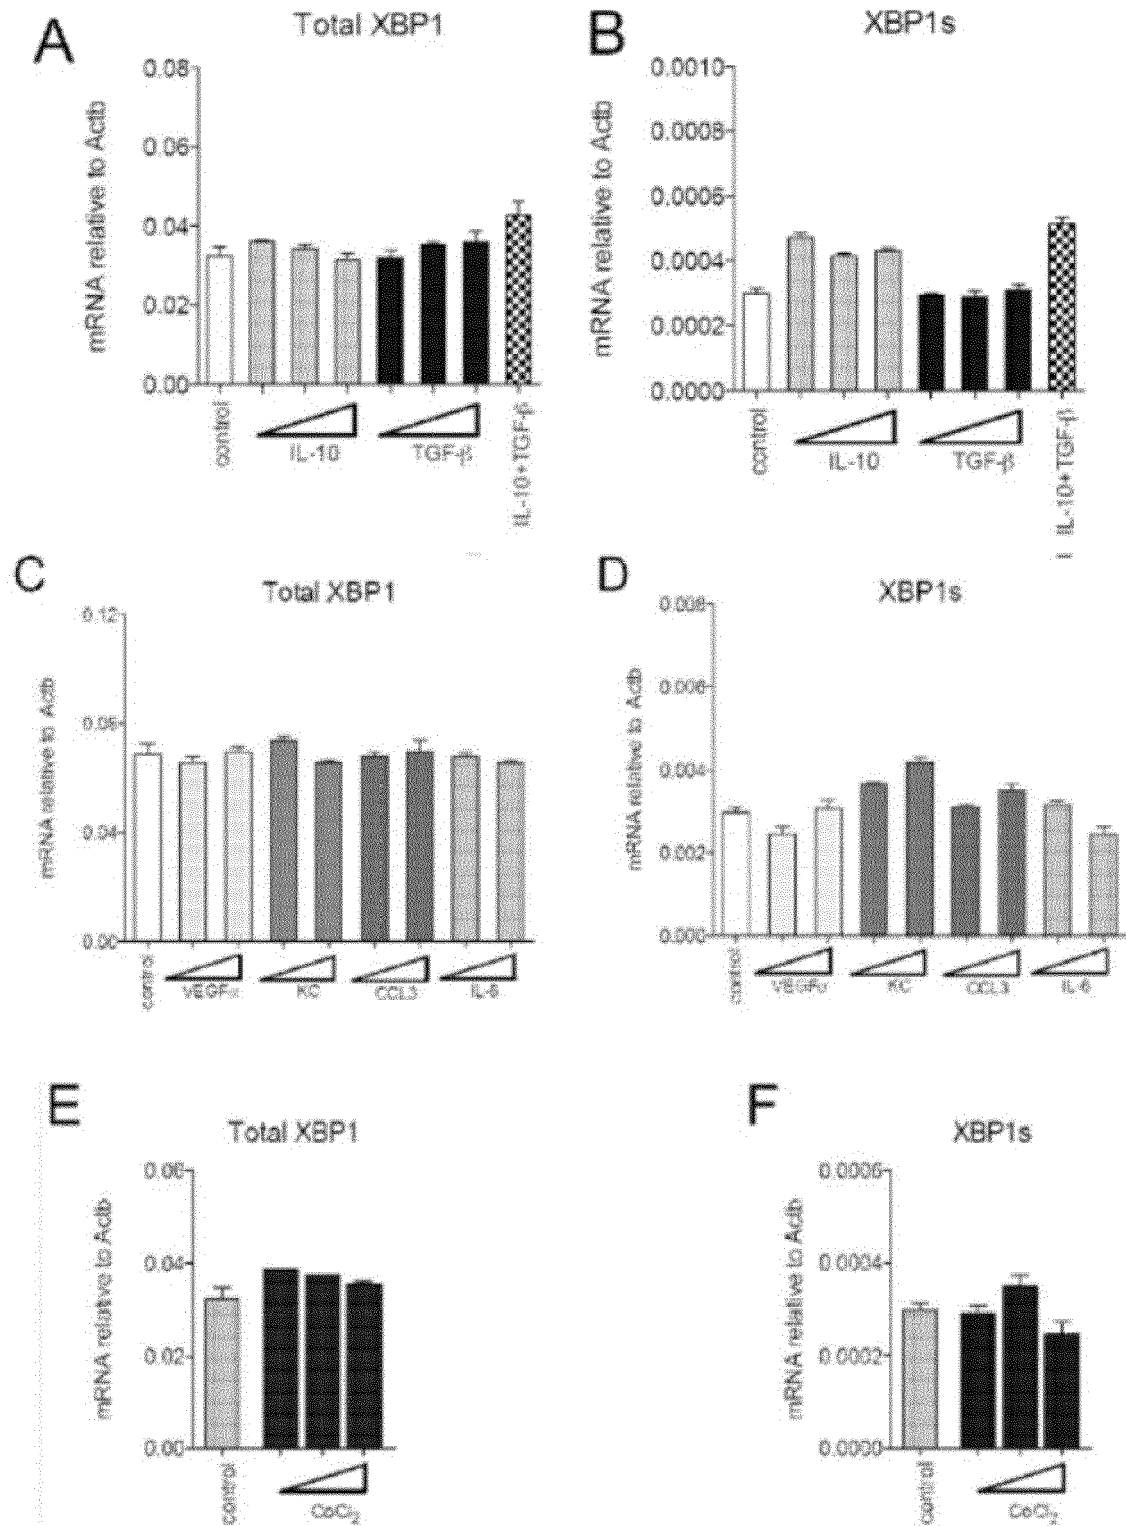 A
Total XBP1
mRNA relative to Actb
0.08
0.06
0.04
0.02
0.00
control
IL-10
TGF-β
IL-10+TGF-β
B
XBP1s
mRNA relative to Actb
0.0010
0.0008
0.0006
0.0004
0.0002
0.0000
control
IL-10
TGF-β
IL-10+TGF-β
C
Total XBP1
mRNA relative to Actb
0.12
0.08
0.04
0.00
control
VEGFα
KC
CCL3
IL-6
D
XBP1s
mRNA relative to Actb
0.008
0.006
0.004
0.002
0.000
control
VEGFα
KC
CCL3
IL-6
E
Total XBP1
mRNA relative to Actb
0.06
0.04
0.02
0.00
control
CoCl₂
F
XBP1s
mRNA relative to Actb
0.0006
0.0004
0.0002
0.0000
control
CoCl₂